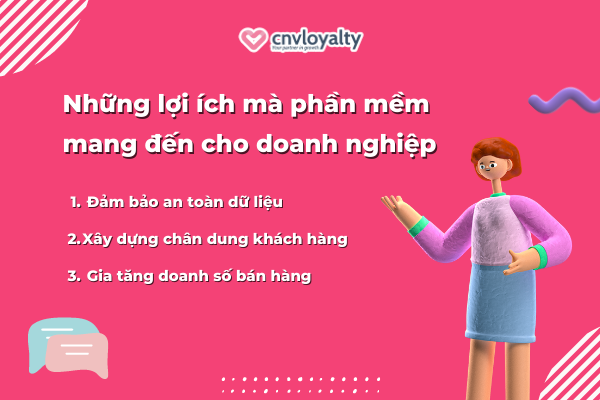 cnvloyalty
Your partner in growth
Những lợi ích mà phần mềm
mang đến cho doanh nghiệp
1. Đảm bảo an toàn dữ liệu
2.Xây dựng chân dung khách hàng
3. Gia tăng doanh số bán hàng